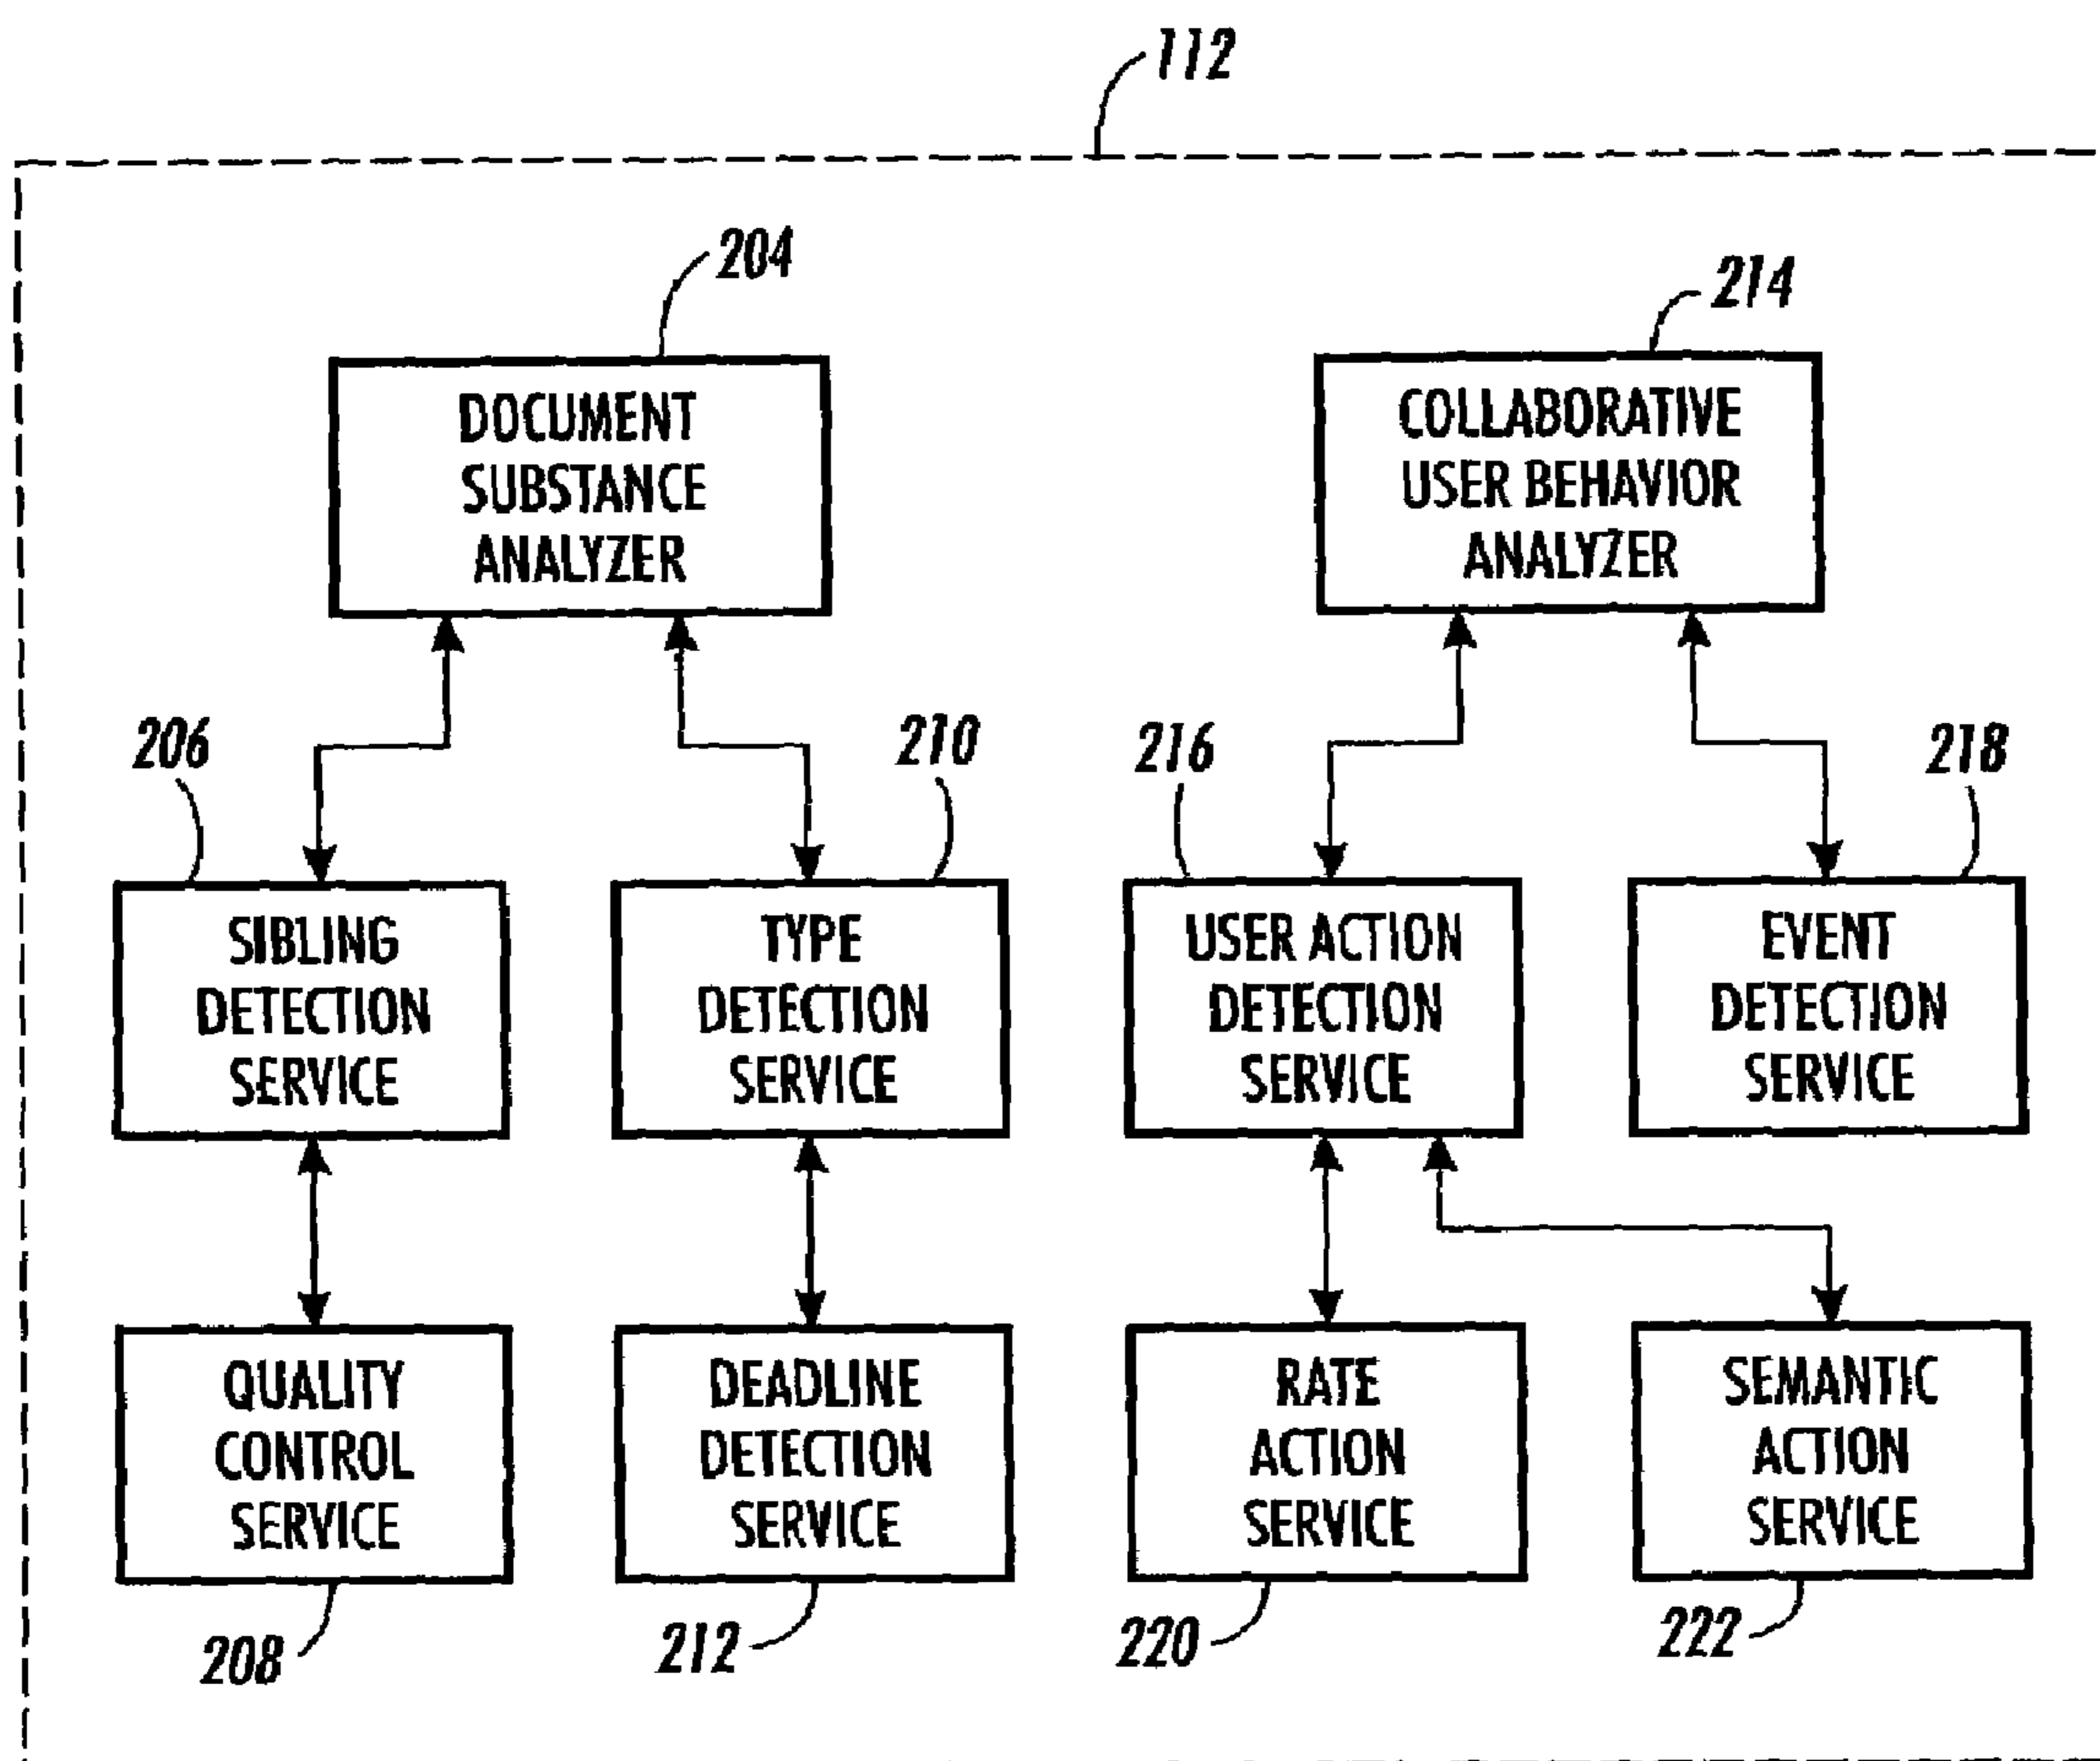 112
204
214
DOCUMENT
SUBSTANCE
ANALYZER
COLLABORATIVE
USER BEHAVIOR
ANALYZER
206
210
216
218
SIBLING
DETECTION
SERVICE
TYPE
DETECTION
SERVICE
USER ACTION
DETECTION
SERVICE
EVENT
DETECTION
SERVICE
QUALITY
CONTROL
SERVICE
DEADLINE
DETECTION
SERVICE
RATE
ACTION
SERVICE
SEMANTIC
ACTION
SERVICE
208
212
220
222